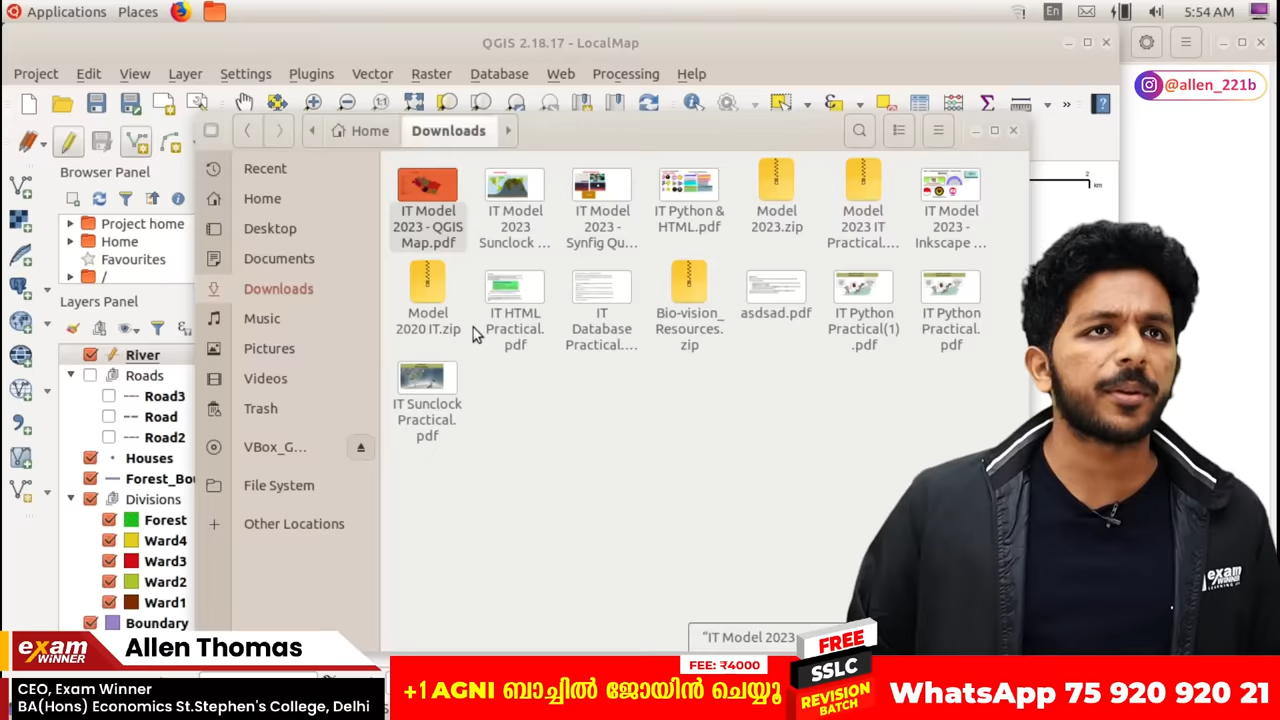 Applications Places En 5:54 AM
QGIS 2.18.17 - LocalMap
Project Edit View Layer Settings Plugins Vector Raster Database Web Processing Help
allen_221b
Home Downloads
2
km
Browser Panel
Project home
Home
Favourites
/
Layers Panel
River
Roads
Road3
Road
Road2
Houses
Forest_Bou
Divisions
Forest
Ward4
Ward3
Ward2
Ward1
Boundary
Recent
Home
Desktop
Documents
Downloads
Music
Pictures
Videos
Trash
VBox_G...
File System
Other Locations
IT Model 2023 - QGIS Map.pdf
IT Model 2023 Sunclock ...
IT Model 2023 - Synfig Qu...
IT Python & HTML.pdf
Model 2023.zip
Model 2023 IT Practical....
IT Model 2023 - Inkscape ...
Model 2020 IT.zip
IT HTML Practical. pdf
IT Database Practical....
Bio-vision_ Resources. zip
asdsad.pdf
IT Python Practical(1) .pdf
IT Python Practical. pdf
IT Sunclock Practical. pdf
"IT Model 2023
exam WINNER
exam WINNER
Allen Thomas
CEO, Exam Winner
BA(Hons) Economics St.Stephen's College, Delhi
FEE: ₹4000
+1 AGNI ബാച്ചിൽ ജോയിൻ ചെയ്യൂ
FREE
SSLC
REVISION
BATCH
WhatsApp 75 920 920 21